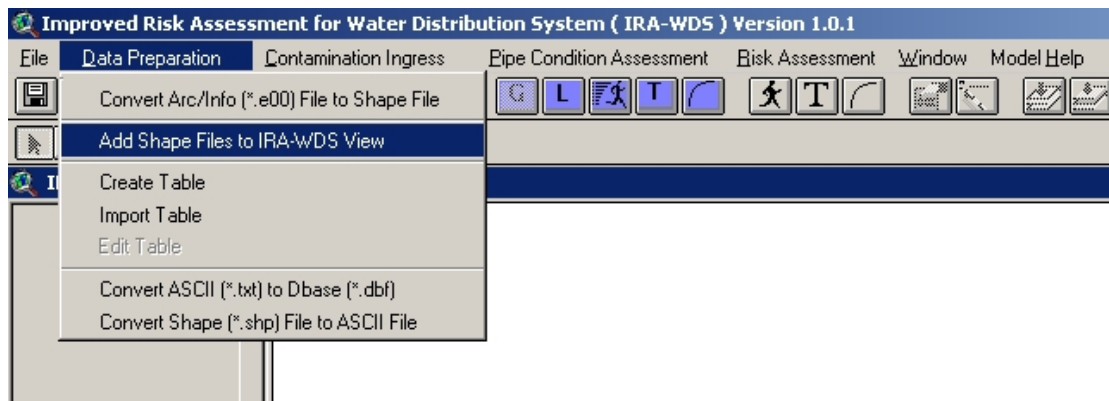 Improved Risk Assessment for Water Distribution System ( IRA-WDS ) Version 1.0.1
File Data Preparation Contamination Ingress Pipe Condition Assessment Risk Assessment Window Model Help
Convert Arc/Info (*.e00) File to Shape File
G L T T
Add Shape Files to IRA-WDS View
Create Table
Import Table
Edit Table
Convert ASCII (*.txt) to Dbase (*.dbf)
Convert Shape (*.shp) File to ASCII File